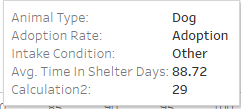 Animal Type: Dog
Adoption Rate: Adoption
Intake Condition: Other
Avg. Time In Shelter Days: 88.72
Calculation2: 29